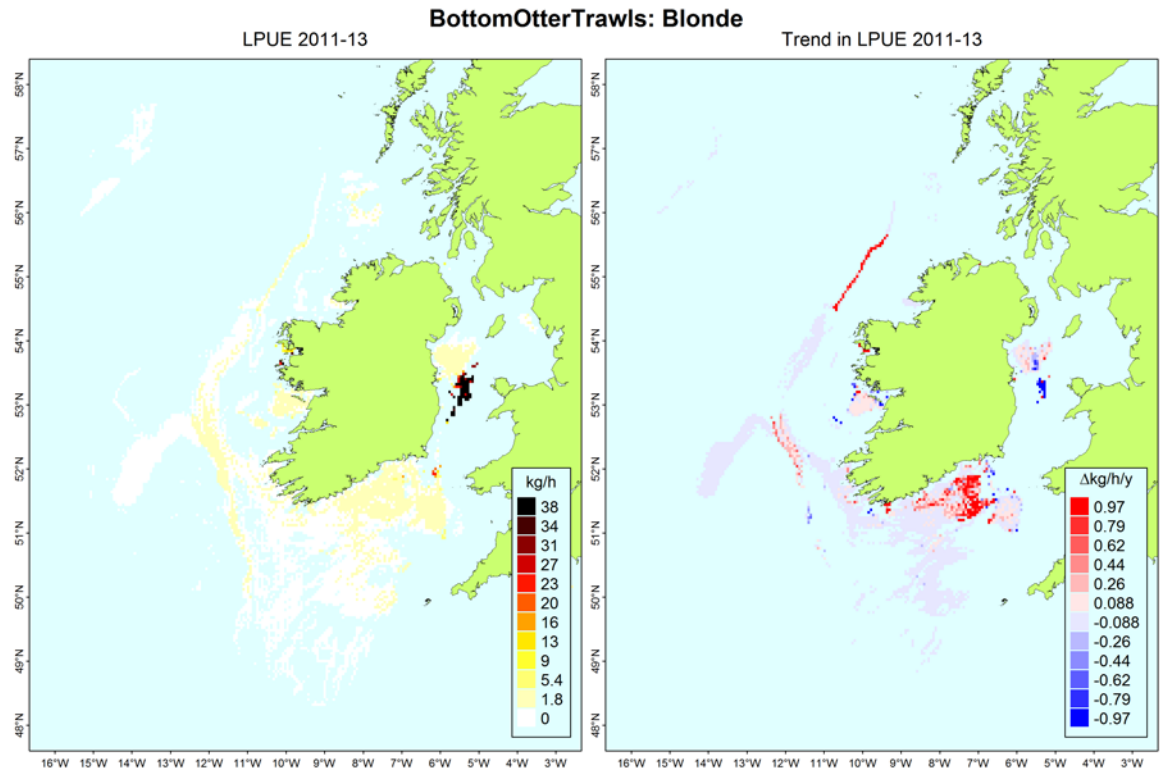 BottomOtterTrawls: Blonde
LPUE 2011-13
Trend in LPUE 2011-13
58°N
57°N
56°N
55°N
54°N
53°N
52°N
51°N
50°N
49°N
48°N
kg/h
38
34
31
27
23
20
16
13
9
5.4
1.8
0
16°W 15°W 14°W 13°W 12°W 11°W 10°W 9°W 8°W 7°W 6°W 5°W 4°W 3°W
58°N
57°N
56°N
55°N
54°N
53°N
52°N
51°N
50°N
49°N
48°N
Δkg/h/y
0.97
0.79
0.62
0.44
0.26
0.088
-0.088
-0.26
-0.44
-0.62
-0.79
-0.97
16°W 15°W 14°W 13°W 12°W 11°W 10°W 9°W 8°W 7°W 6°W 5°W 4°W 3°W